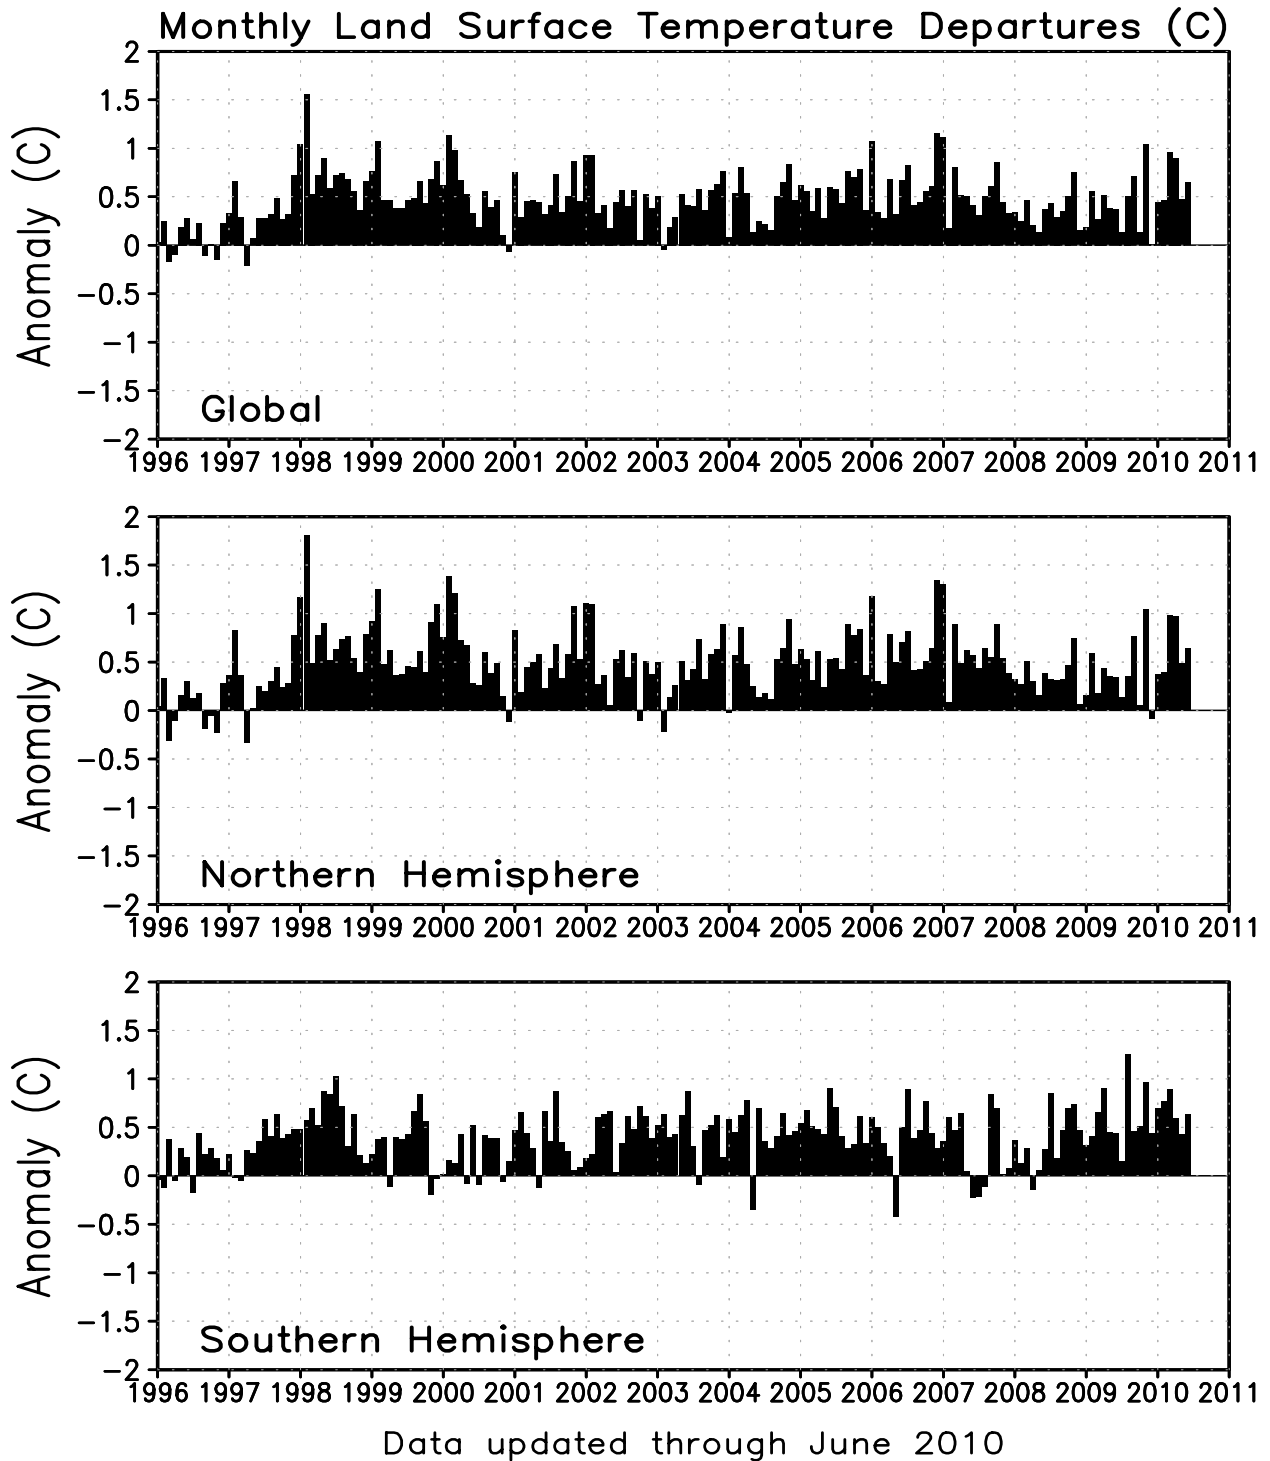 Monthly Land Surface Temperature Departures (C)
2
1.5
1
0.5
0
−0.5
−1
−1.5
−2
Anomaly (C)
Global
1996 1997 1998 1999 2000 2001 2002 2003 2004 2005 2006 2007 2008 2009 2010 2011
2
1.5
1
0.5
0
−0.5
−1
−1.5
−2
Anomaly (C)
Northern Hemisphere
1996 1997 1998 1999 2000 2001 2002 2003 2004 2005 2006 2007 2008 2009 2010 2011
2
1.5
1
0.5
0
−0.5
−1
−1.5
−2
Anomaly (C)
Southern Hemisphere
1996 1997 1998 1999 2000 2001 2002 2003 2004 2005 2006 2007 2008 2009 2010 2011
Data updated through June 2010